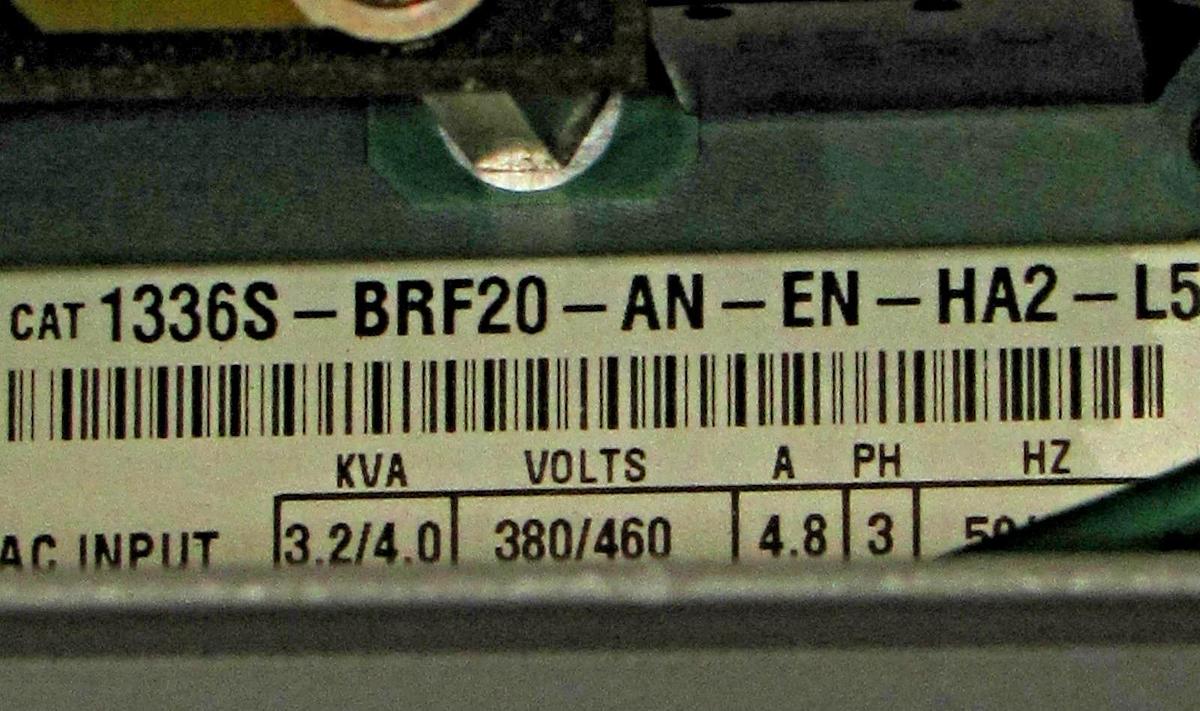 CAT 1336S-BRF20-AN-EN-HA2-L5
KVA VOLTS A PH HZ
AC INPUT 3.2/4.0 380/460 4.8 3